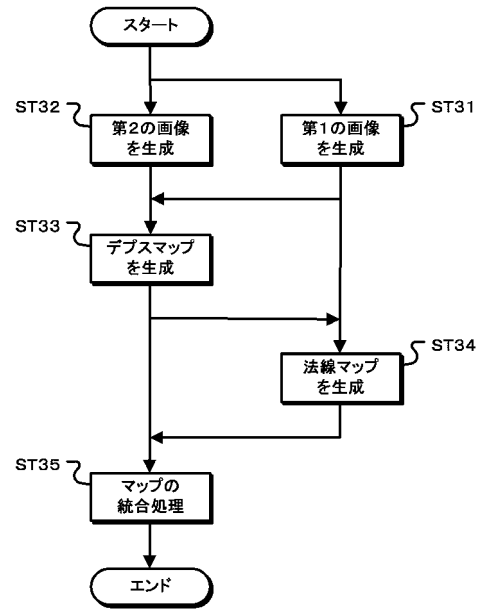 スタート
ST32
第2の画像
を生成
ST31
第1の画像
を生成
ST33
デプスマップ
を生成
ST34
法線マップ
を生成
ST35
マップの
統合処理
エンド